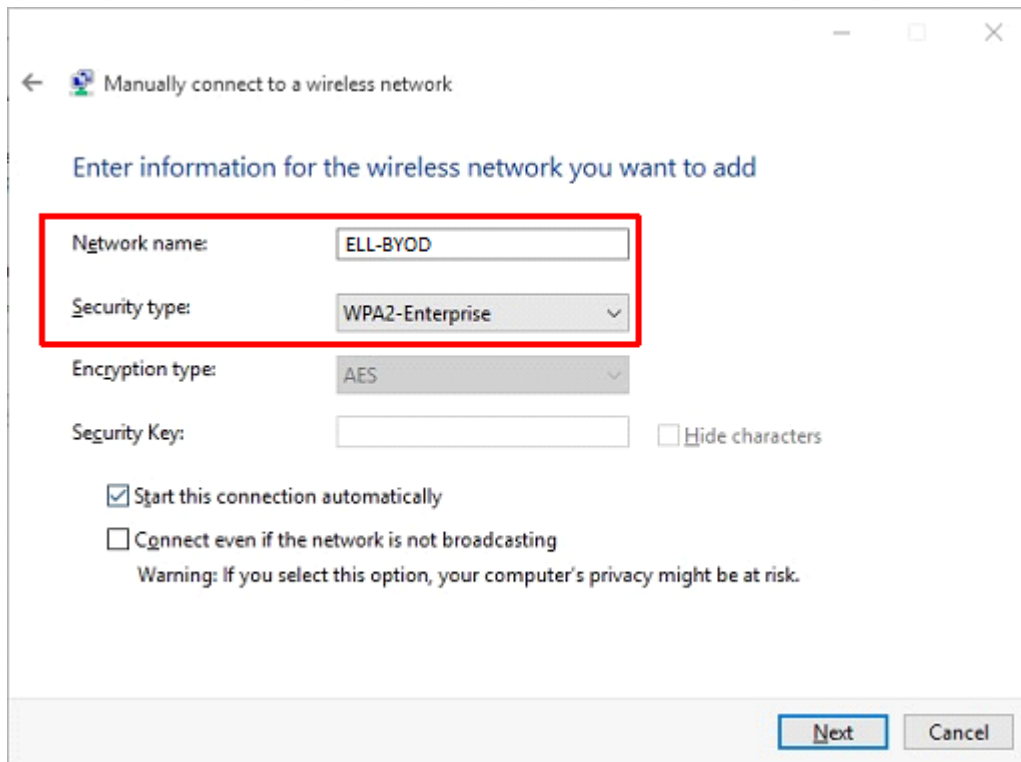 Manually connect to a wireless network
Enter information for the wireless network you want to add
Network name: ELL-BYOD
Security type: WPA2-Enterprise
Encryption type: AES
Security Key: Hide characters
Start this connection automatically
Connect even if the network is not broadcasting
Warning: If you select this option, your computer's privacy might be at risk.
Next Cancel